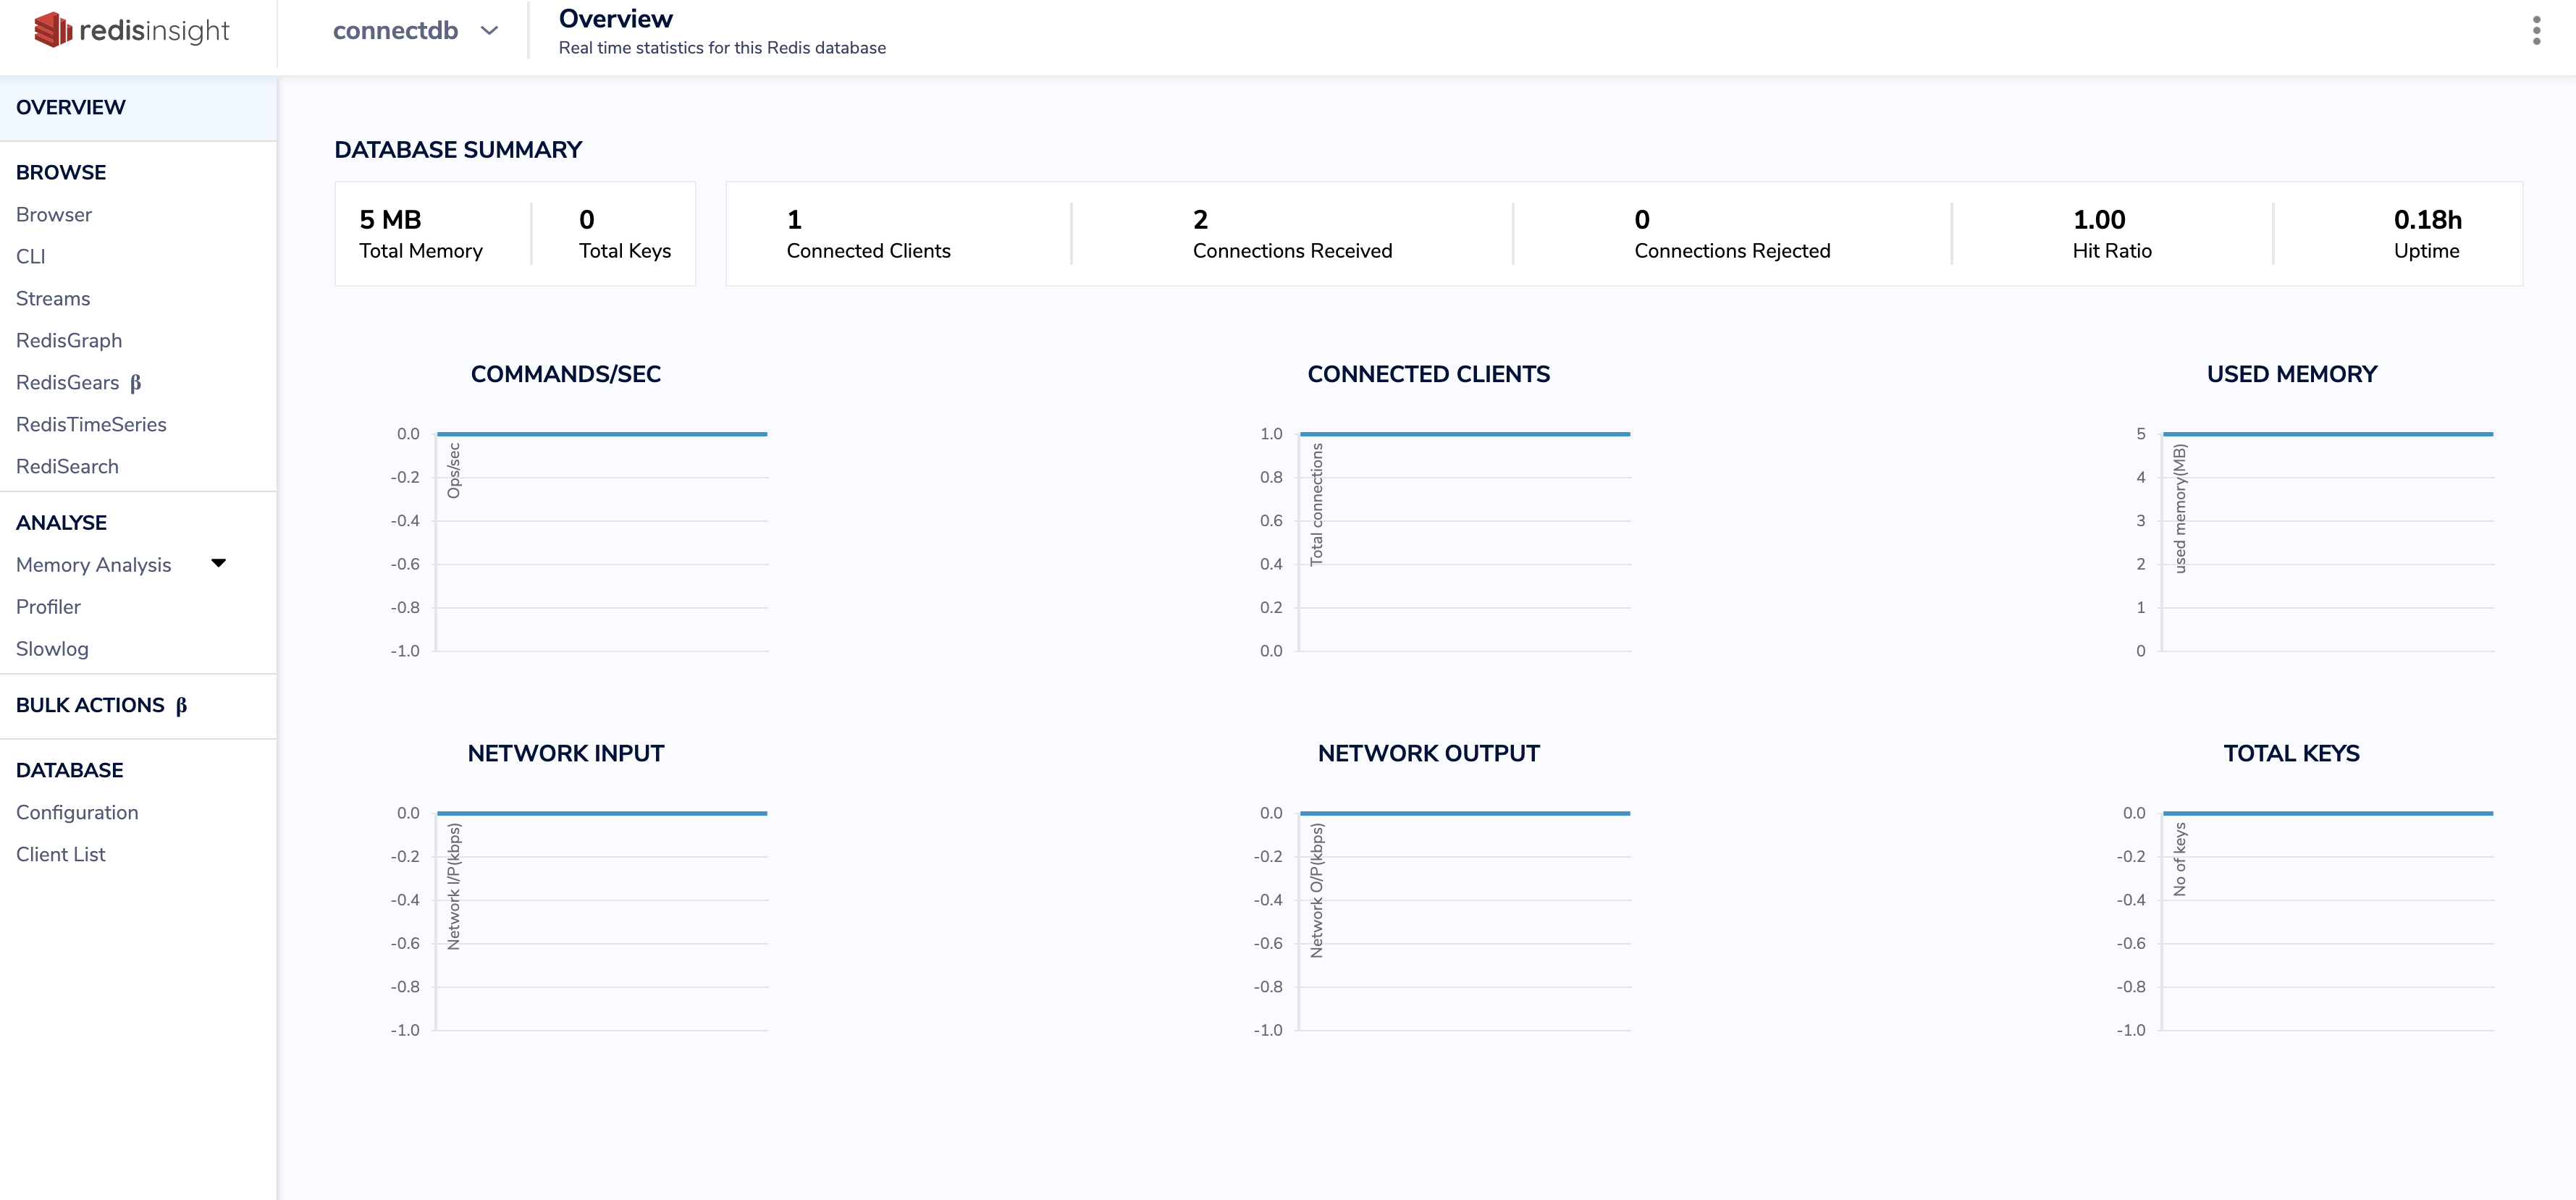 redisinsight
connectdb
Overview
Real time statistics for this Redis database
OVERVIEW
BROWSE
Browser
CLI
Streams
RedisGraph
RedisGears β
RedisTimeSeries
RediSearch
ANALYSE
Memory Analysis
Profiler
Slowlog
BULK ACTIONS β
DATABASE
Configuration
Client List
DATABASE SUMMARY
5 MB
Total Memory
0
Total Keys
1
Connected Clients
2
Connections Received
0
Connections Rejected
1.00
Hit Ratio
0.18h
Uptime
COMMANDS/SEC
0.0
-0.2
-0.4
-0.6
-0.8
-1.0
Ops/sec
CONNECTED CLIENTS
1.0
0.8
0.6
0.4
0.2
0.0
Total connections
USED MEMORY
5
4
3
2
1
0
used memory(MB)
NETWORK INPUT
0.0
-0.2
-0.4
-0.6
-0.8
-1.0
Network I/P(kbps)
NETWORK OUTPUT
0.0
-0.2
-0.4
-0.6
-0.8
-1.0
Network O/P(kbps)
TOTAL KEYS
0.0
-0.2
-0.4
-0.6
-0.8
-1.0
No of keys